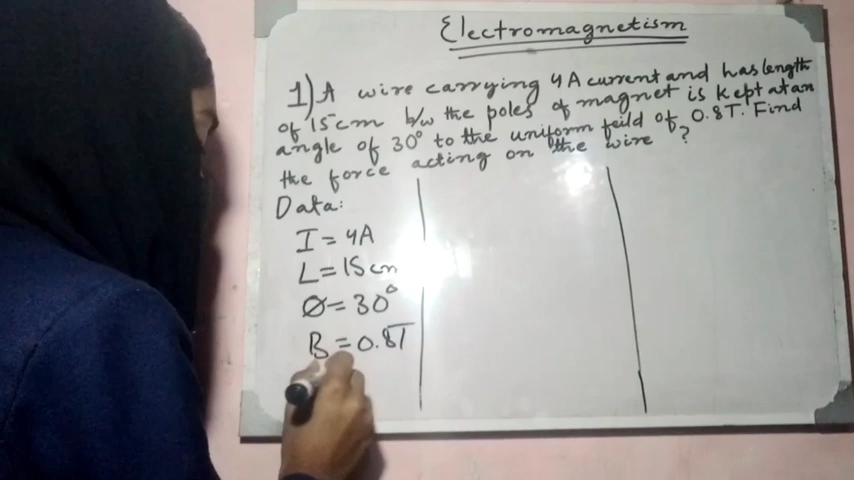 Electromagnetism
1) A wire carrying 4A current and has length
of 15cm b/w the poles of magnet is kept at an
angle of 30° to the uniform feild of 0.8T. Find
the force acting on the wire ?
Data:
I = 4A
L = 15cm
Ø = 30°
B = 0.8T